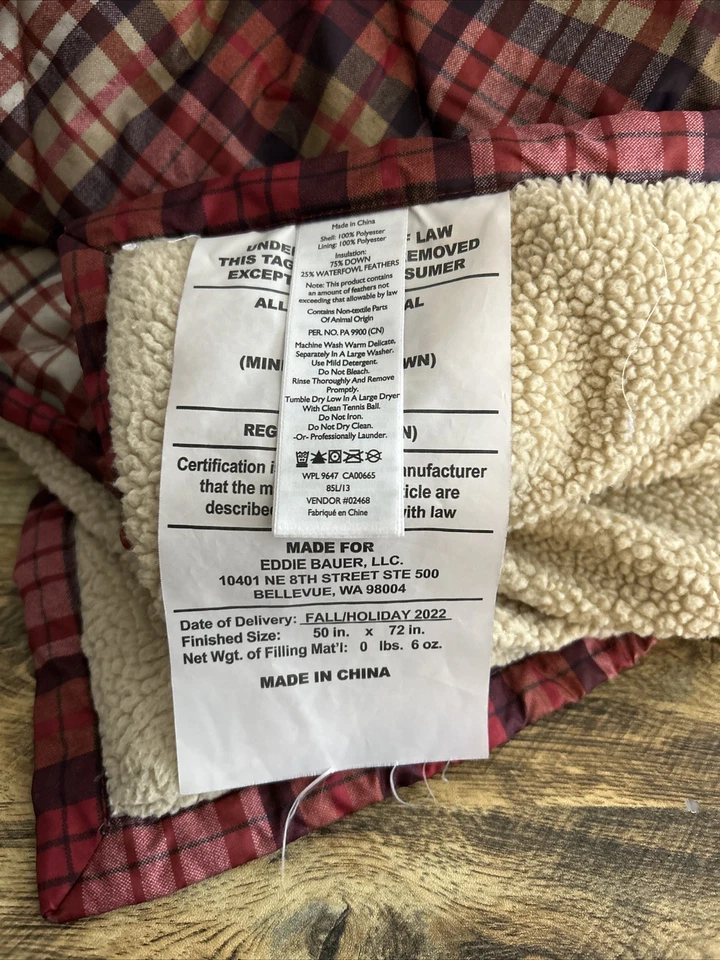 Made in China
Shell: 100% Polyester
Lining: 100% Polyester
Insulation:
75% DOWN
25% WATERFOWL FEATHERS
Note: This product contains
an amount of feathers not
exceeding that allowable by law
Contains Non-textile Parts
Of Animal Origin
PER. NO. PA 9900 (CN)
Machine Wash Warm Delicate,
Separately In A Large Washer.
Use Mild Detergent.
Do Not Bleach.
Rinse Thoroughly And Remove
Promptly.
Tumble Dry Low In A Large Dryer
With Clean Tennis Ball.
Do Not Iron.
Do Not Dry Clean.
-Or- Professionally Launder.
WPL 9647 CA00665
85L/13
VENDOR #02468
Fabriqué en Chine
UNDE LAW
THIS TAG EMOVED
EXCEPT SUMER
ALL AL
(MIN WN)
REG N)
Certification i anufacturer
that the m ticle are
describe with law
MADE FOR
EDDIE BAUER, LLC.
10401 NE 8TH STREET STE 500
BELLEVUE, WA 98004
Date of Delivery: FALL/HOLIDAY 2022
Finished Size: 50 in. x 72 in.
Net Wgt. of Filling Mat'l: 0 lbs. 6 oz.
MADE IN CHINA